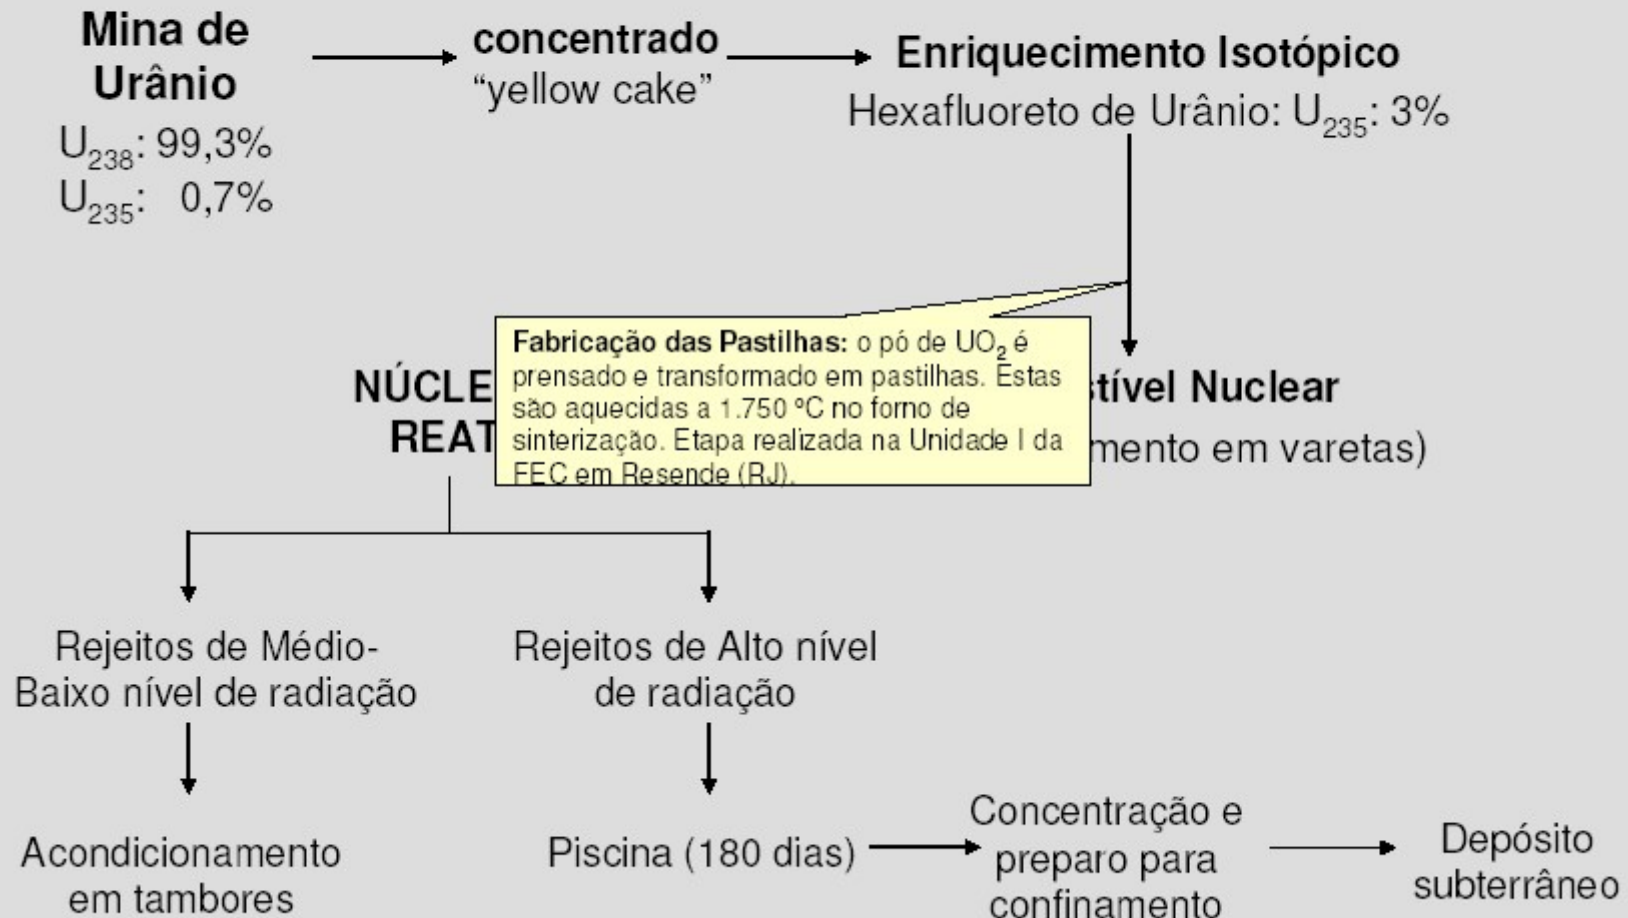 Mina de
Urânio
U238: 99,3%
U235: 0,7%
concentrado
“yellow cake”
Enriquecimento Isotópico
Hexafluoreto de Urânio: U235: 3%
Fabricação das Pastilhas: o pó de UO2 é
prensado e transformado em pastilhas. Estas
são aquecidas a 1.750 ºC no forno de
sinterização. Etapa realizada na Unidade I da
FEC em Resende (RJ).
NÚCLE
REAT
stível Nuclear
mento em varetas)
Rejeitos de Médio-
Baixo nível de radiação
Rejeitos de Alto nível
de radiação
Acondicionamento
em tambores
Piscina (180 dias)
Concentração e
preparo para
confinamento
Depósito
subterrâneo